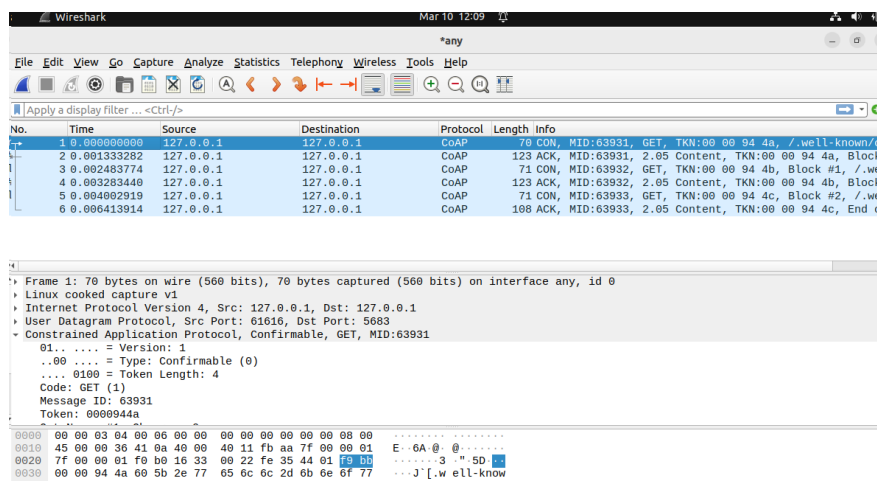 Wireshark Mar 10 12:09
*any
File Edit View Go Capture Analyze Statistics Telephony Wireless Tools Help
Apply a display filter … <Ctrl-/>
No. Time Source Destination Protocol Length Info
1 0.000000000 127.0.0.1 127.0.0.1 CoAP 70 CON, MID:63931, GET, TKN:00 00 94 4a, /.well-known/
2 0.001333282 127.0.0.1 127.0.0.1 CoAP 123 ACK, MID:63931, 2.05 Content, TKN:00 00 94 4a, Block
3 0.002483774 127.0.0.1 127.0.0.1 CoAP 71 CON, MID:63932, GET, TKN:00 00 94 4b, Block #1, /.we
4 0.003283440 127.0.0.1 127.0.0.1 CoAP 123 ACK, MID:63932, 2.05 Content, TKN:00 00 94 4b, Block
5 0.004002919 127.0.0.1 127.0.0.1 CoAP 71 CON, MID:63933, GET, TKN:00 00 94 4c, Block #2, /.we
6 0.006413914 127.0.0.1 127.0.0.1 CoAP 108 ACK, MID:63933, 2.05 Content, TKN:00 00 94 4c, End
Frame 1: 70 bytes on wire (560 bits), 70 bytes captured (560 bits) on interface any, id 0
Linux cooked capture v1
Internet Protocol Version 4, Src: 127.0.0.1, Dst: 127.0.0.1
User Datagram Protocol, Src Port: 61616, Dst Port: 5683
Constrained Application Protocol, Confirmable, GET, MID:63931
01.. .... = Version: 1
..00 .... = Type: Confirmable (0)
.... 0100 = Token Length: 4
Code: GET (1)
Message ID: 63931
Token: 0000944a
0000 00 00 03 04 00 06 00 00 00 00 00 00 00 00 08 00 ········ ········
0010 45 00 00 36 41 0a 40 00 40 11 fb aa 7f 00 00 01 E··6A·@· @·······
0020 7f 00 00 01 f0 b0 16 33 00 22 fe 35 44 01 f9 bb ·······3 ·"·5D···
0030 00 00 94 4a 60 5b 2e 77 65 6c 6c 2d 6b 6e 6f 77 ···J`[.w ell-know